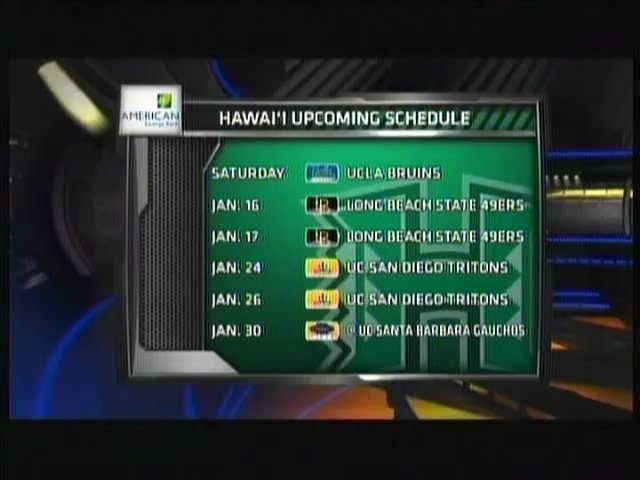 AMERICAN
Savings Bank
HAWAI'I UPCOMING SCHEDULE
SATURDAY UCLA BRUINS
JAN. 16 LB LONG BEACH STATE 49ERS
JAN. 17 LB LONG BEACH STATE 49ERS
JAN. 24 UC SAN DIEGO TRITONS
JAN. 26 UC SAN DIEGO TRITONS
JAN. 30 @ UC SANTA BARBARA GAUCHOS